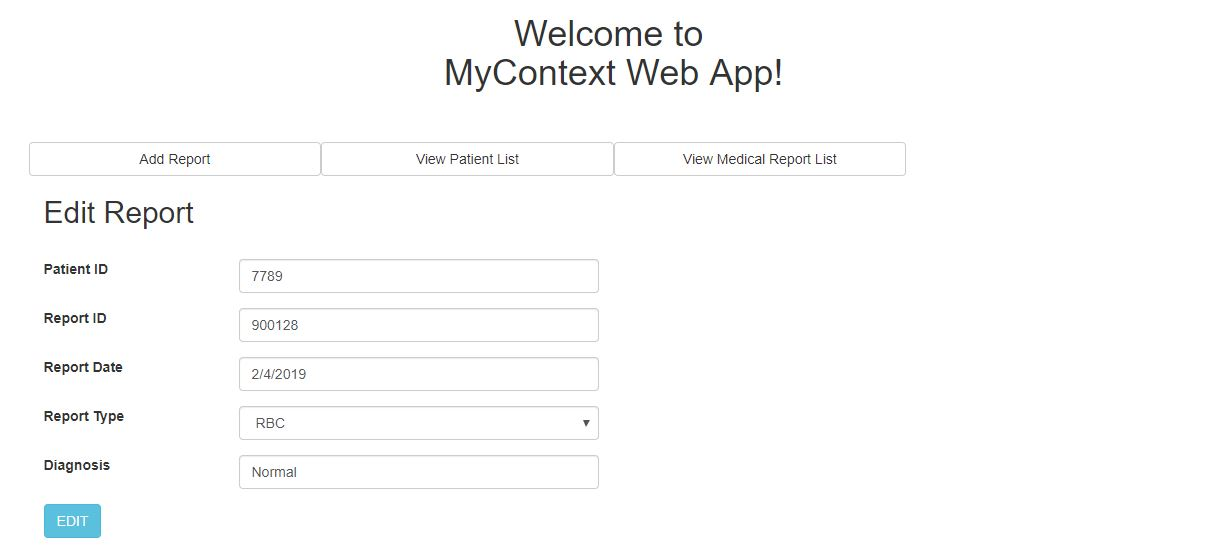 Welcome to
MyContext Web App!
Add Report View Patient List View Medical Report List
Edit Report
Patient ID 7789
Report ID 900128
Report Date 2/4/2019
Report Type RBC
Diagnosis Normal
EDIT